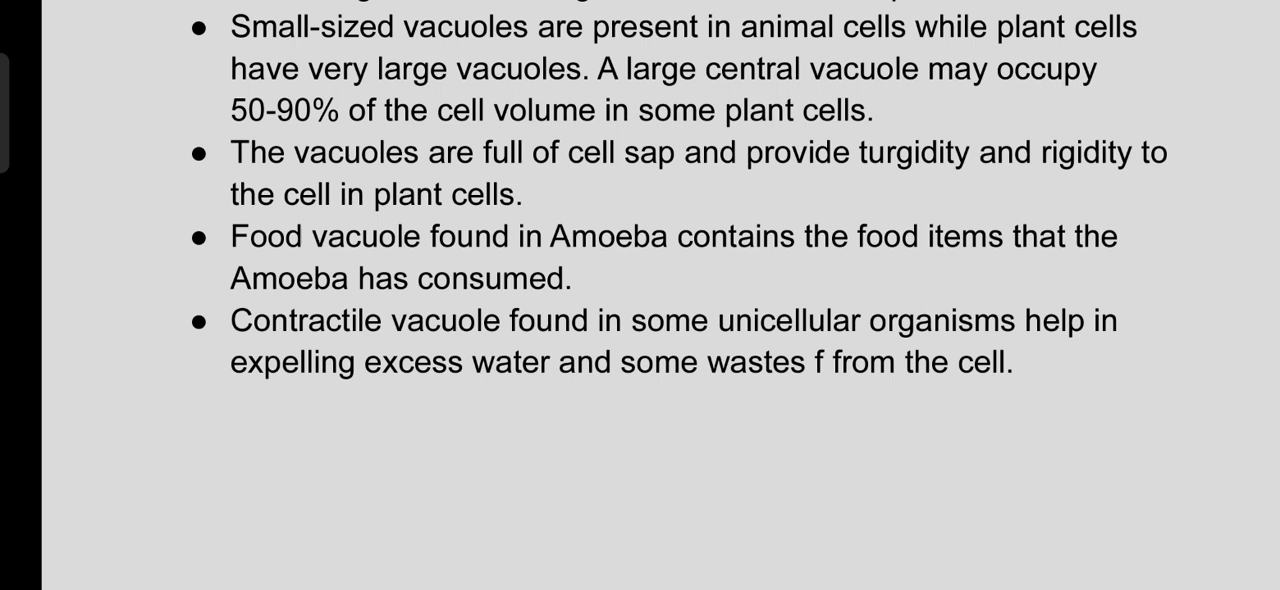 ● Small-sized vacuoles are present in animal cells while plant cells
have very large vacuoles. A large central vacuole may occupy
50-90% of the cell volume in some plant cells.
● The vacuoles are full of cell sap and provide turgidity and rigidity to
the cell in plant cells.
● Food vacuole found in Amoeba contains the food items that the
Amoeba has consumed.
● Contractile vacuole found in some unicellular organisms help in
expelling excess water and some wastes f from the cell.